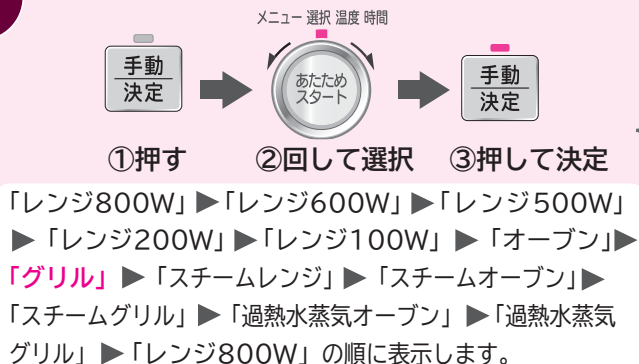 メニュー 選択 温度 時間
手動
決定
あたため
スタート
手動
決定
①押す
②回して選択
③押して決定
「レンジ800W」▶「レンジ600W」▶「レンジ500W」
▶「レンジ200W」▶「レンジ100W」▶「オーブン」▶
「グリル」▶「スチームレンジ」▶「スチームオーブン」▶
「スチームグリル」▶「過熱水蒸気オーブン」▶「過熱水蒸気
グリル」▶「レンジ800W」の順に表示します。